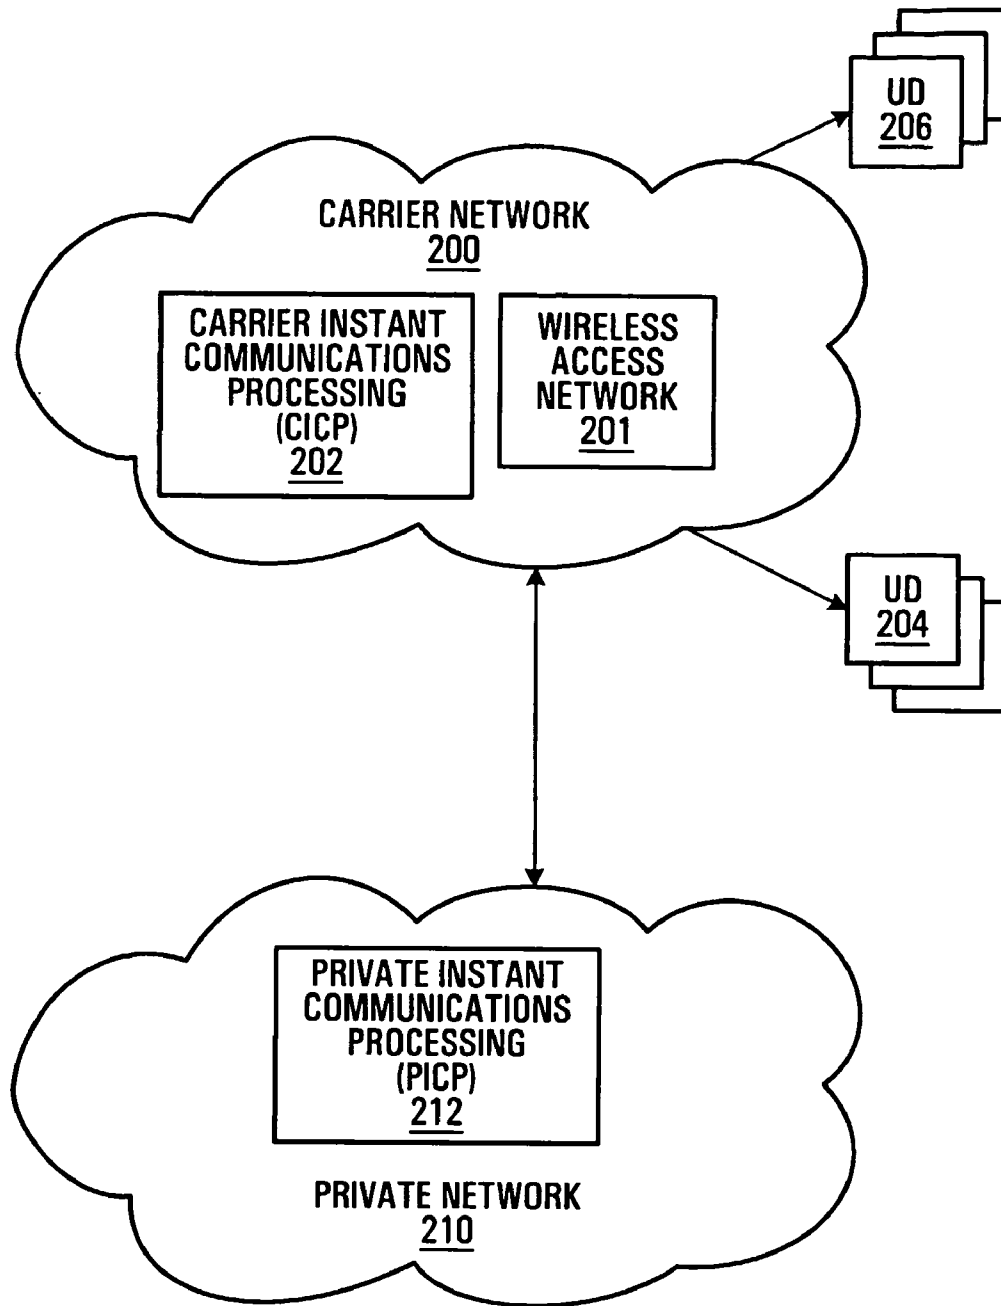 UD
206
CARRIER NETWORK
200
CARRIER INSTANT
COMMUNICATIONS
PROCESSING
(CICP)
202
WIRELESS
ACCESS
NETWORK
201
UD
204
PRIVATE INSTANT
COMMUNICATIONS
PROCESSING
(PICP)
212
PRIVATE NETWORK
210